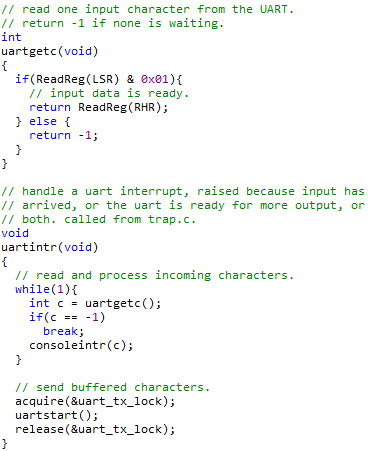 // read one input character from the UART.
// return -1 if none is waiting.
int
uartgetc(void)
{
  if(ReadReg(LSR) & 0x01){
    // input data is ready.
    return ReadReg(RHR);
  } else {
    return -1;
  }
}

// handle a uart interrupt, raised because input has
// arrived, or the uart is ready for more output, or
// both. called from trap.c.
void
uartintr(void)
{
  // read and process incoming characters.
  while(1){
    int c = uartgetc();
    if(c == -1)
      break;
    consoleintr(c);
  }

  // send buffered characters.
  acquire(&uart_tx_lock);
  uartstart();
  release(&uart_tx_lock);
}